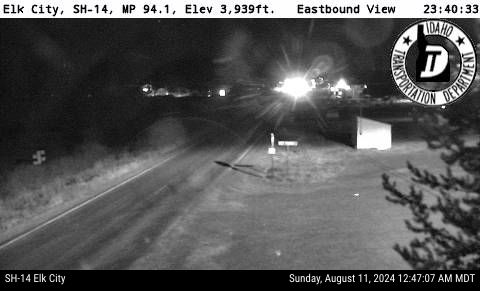 Elk City, SH-14, MP 94.1, Elev 3,939ft. Eastbound View 23:40:33
IDAHO
TRANSPORTATION DEPARTMENT
SH-14 Elk City Sunday, August 11, 2024 12:47:07 AM MDT